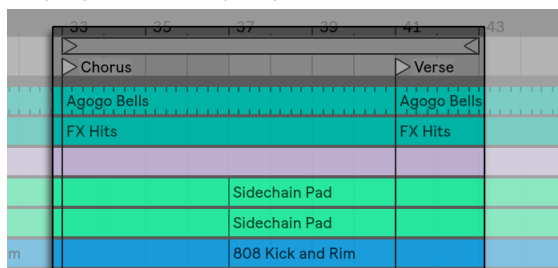 33 35 37 39 41 43
Chorus Verse
Agogo Bells Agogo Bells
FX Hits FX Hits
Sidechain Pad
Sidechain Pad
m 808 Kick and Rim